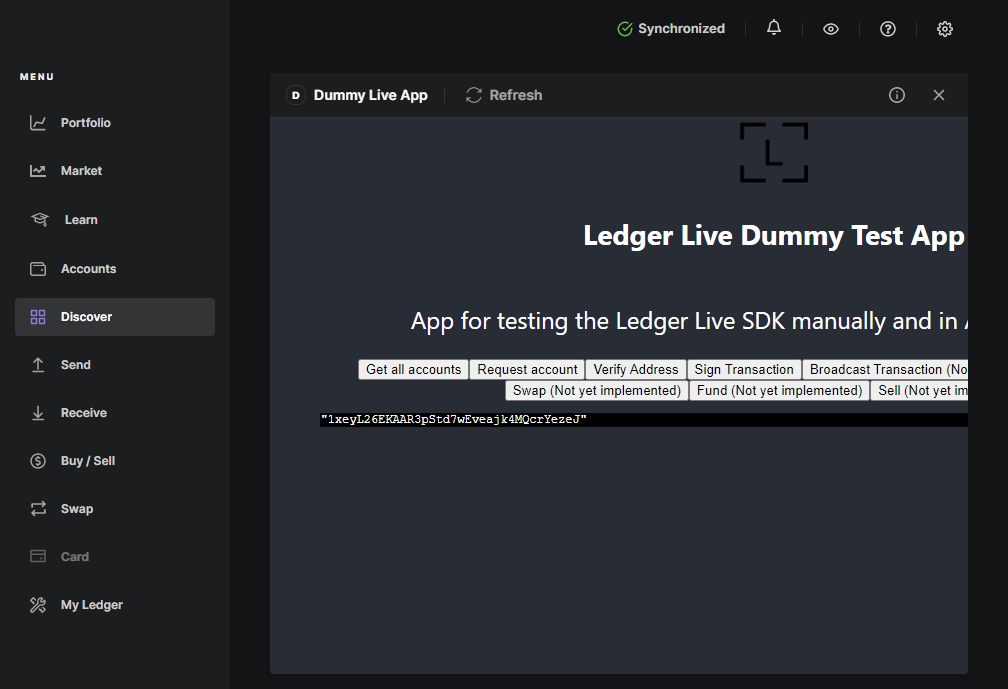 Synchronized
MENU
Portfolio
Market
Learn
Accounts
Discover
Send
Receive
Buy / Sell
Swap
Card
My Ledger
D Dummy Live App Refresh
L
Ledger Live Dummy Test App
App for testing the Ledger Live SDK manually and in
Get all accounts Request account Verify Address Sign Transaction Broadcast Transaction (No
Swap (Not yet implemented) Fund (Not yet implemented) Sell (Not yet im
"1xeyL26EKAAR3pStd7wEveajk4MQcrYezeJ"